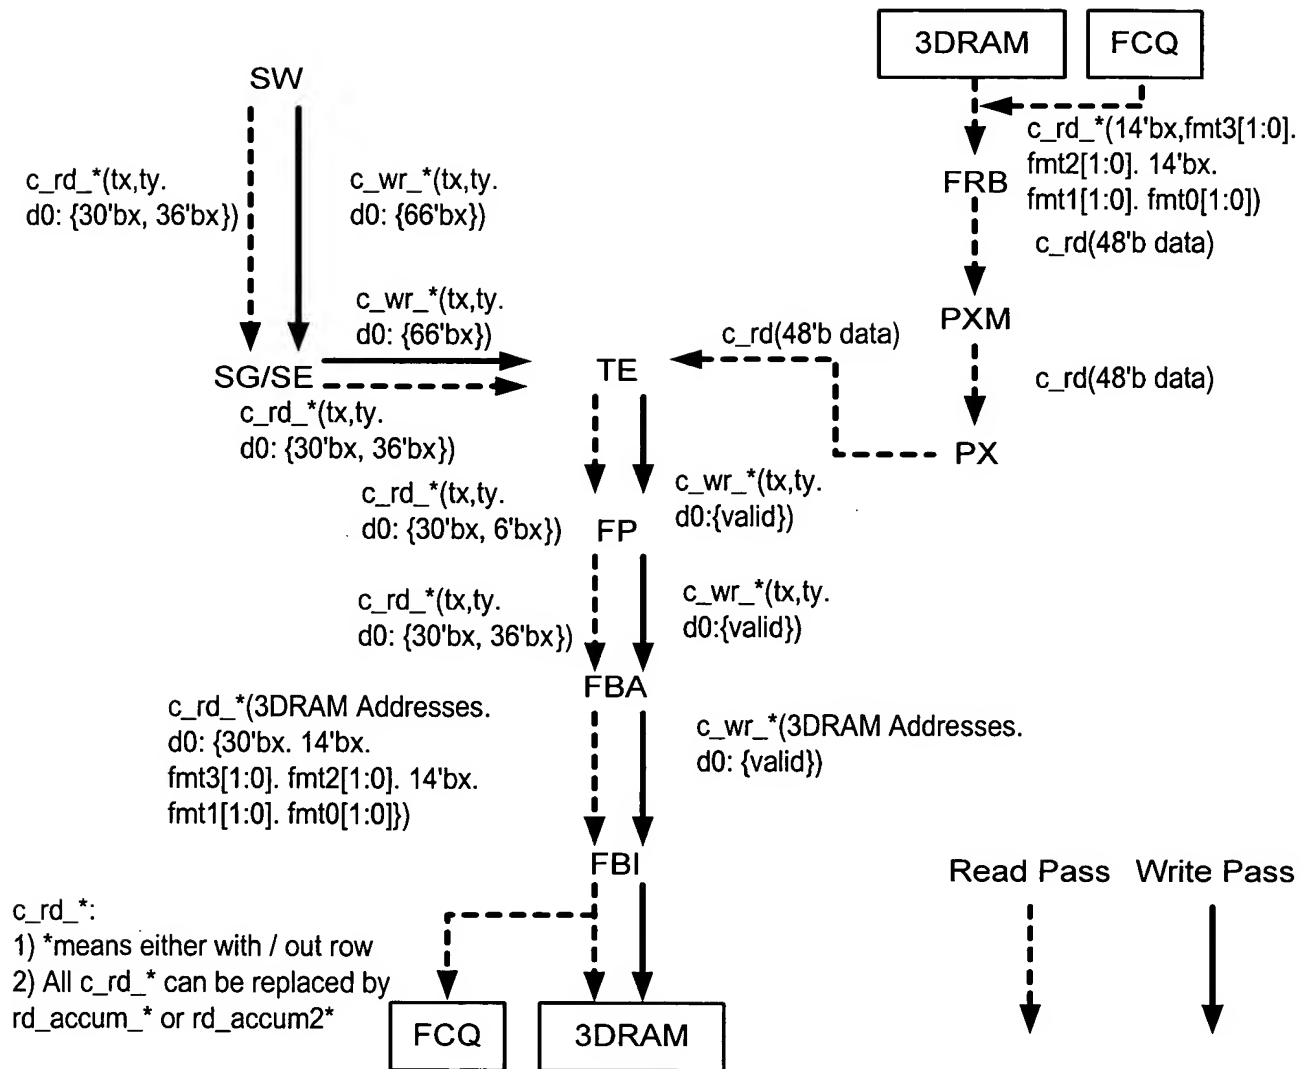 3DRAM
FCQ
SW
c_rd_*(14'bx,fmt3[1:0].
fmt2[1:0]. 14'bx.
fmt1[1:0]. fmt0[1:0])
c_rd_*(tx,ty.
d0: {30'bx, 36'bx})
c_wr_*(tx,ty.
d0: {66'bx})
FRB
c_rd(48'b data)
c_wr_*(tx,ty.
d0: {66'bx})
PXM
c_rd(48'b data)
SG/SE
TE
c_rd(48'b data)
c_rd_*(tx,ty.
d0: {30'bx, 36'bx})
PX
c_rd_*(tx,ty.
d0: {30'bx, 6'bx})
c_wr_*(tx,ty.
d0:{valid})
FP
c_rd_*(tx,ty.
d0: {30'bx, 36'bx})
c_wr_*(tx,ty.
d0:{valid})
FBA
c_rd_*(3DRAM Addresses.
d0: {30'bx. 14'bx.
fmt3[1:0]. fmt2[1:0]. 14'bx.
fmt1[1:0]. fmt0[1:0]})
c_wr_*(3DRAM Addresses.
d0: {valid})
FBI
Read Pass
Write Pass
c_rd_*:
1) *means either with / out row
2) All c_rd_* can be replaced by
rd_accum_* or rd_accum2*
FCQ
3DRAM